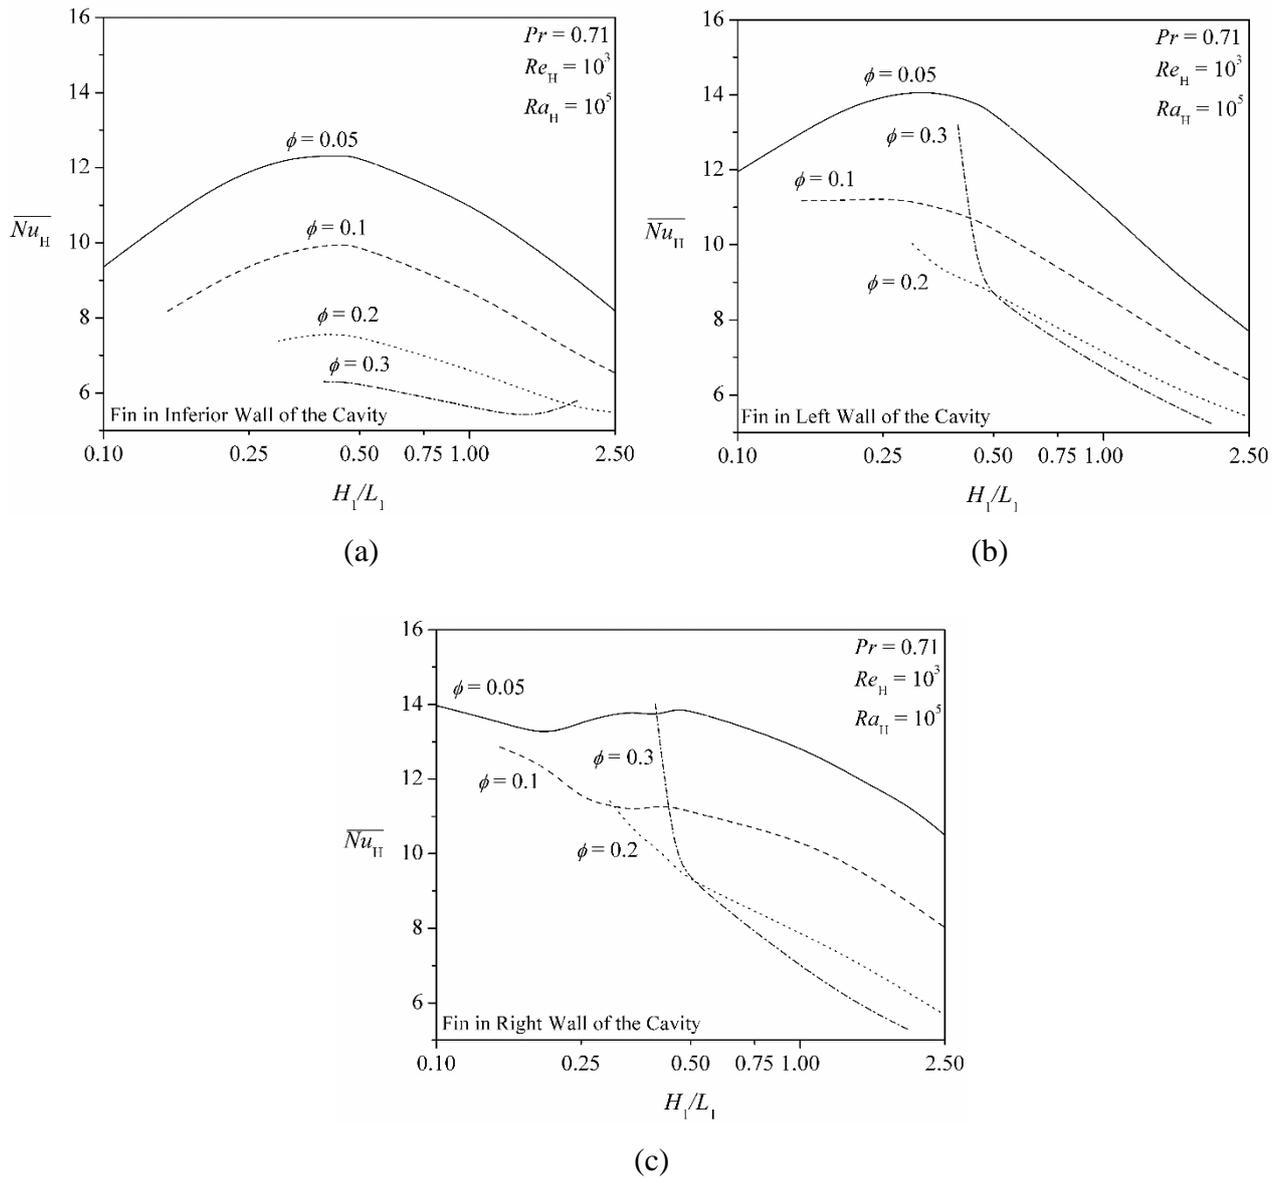 16
14
12
10
8
6
Pr = 0.71
Re_H = 10^3
Ra_H = 10^5
ϕ = 0.05
ϕ = 0.1
ϕ = 0.2
ϕ = 0.3
Nu_H
Fin in Inferior Wall of the Cavity
0.10 0.25 0.50 0.75 1.00 2.50
H_1/L_1
(a)
16
14
12
10
8
6
Pr = 0.71
Re_H = 10^3
Ra_H = 10^5
ϕ = 0.05
ϕ = 0.3
ϕ = 0.1
ϕ = 0.2
Nu_H
Fin in Left Wall of the Cavity
0.10 0.25 0.50 0.75 1.00 2.50
H_1/L_1
(b)
16
14
12
10
8
6
Pr = 0.71
Re_H = 10^3
Ra_H = 10^5
ϕ = 0.05
ϕ = 0.3
ϕ = 0.1
ϕ = 0.2
Nu_H
Fin in Right Wall of the Cavity
0.10 0.25 0.50 0.75 1.00 2.50
H_1/L_1
(c)